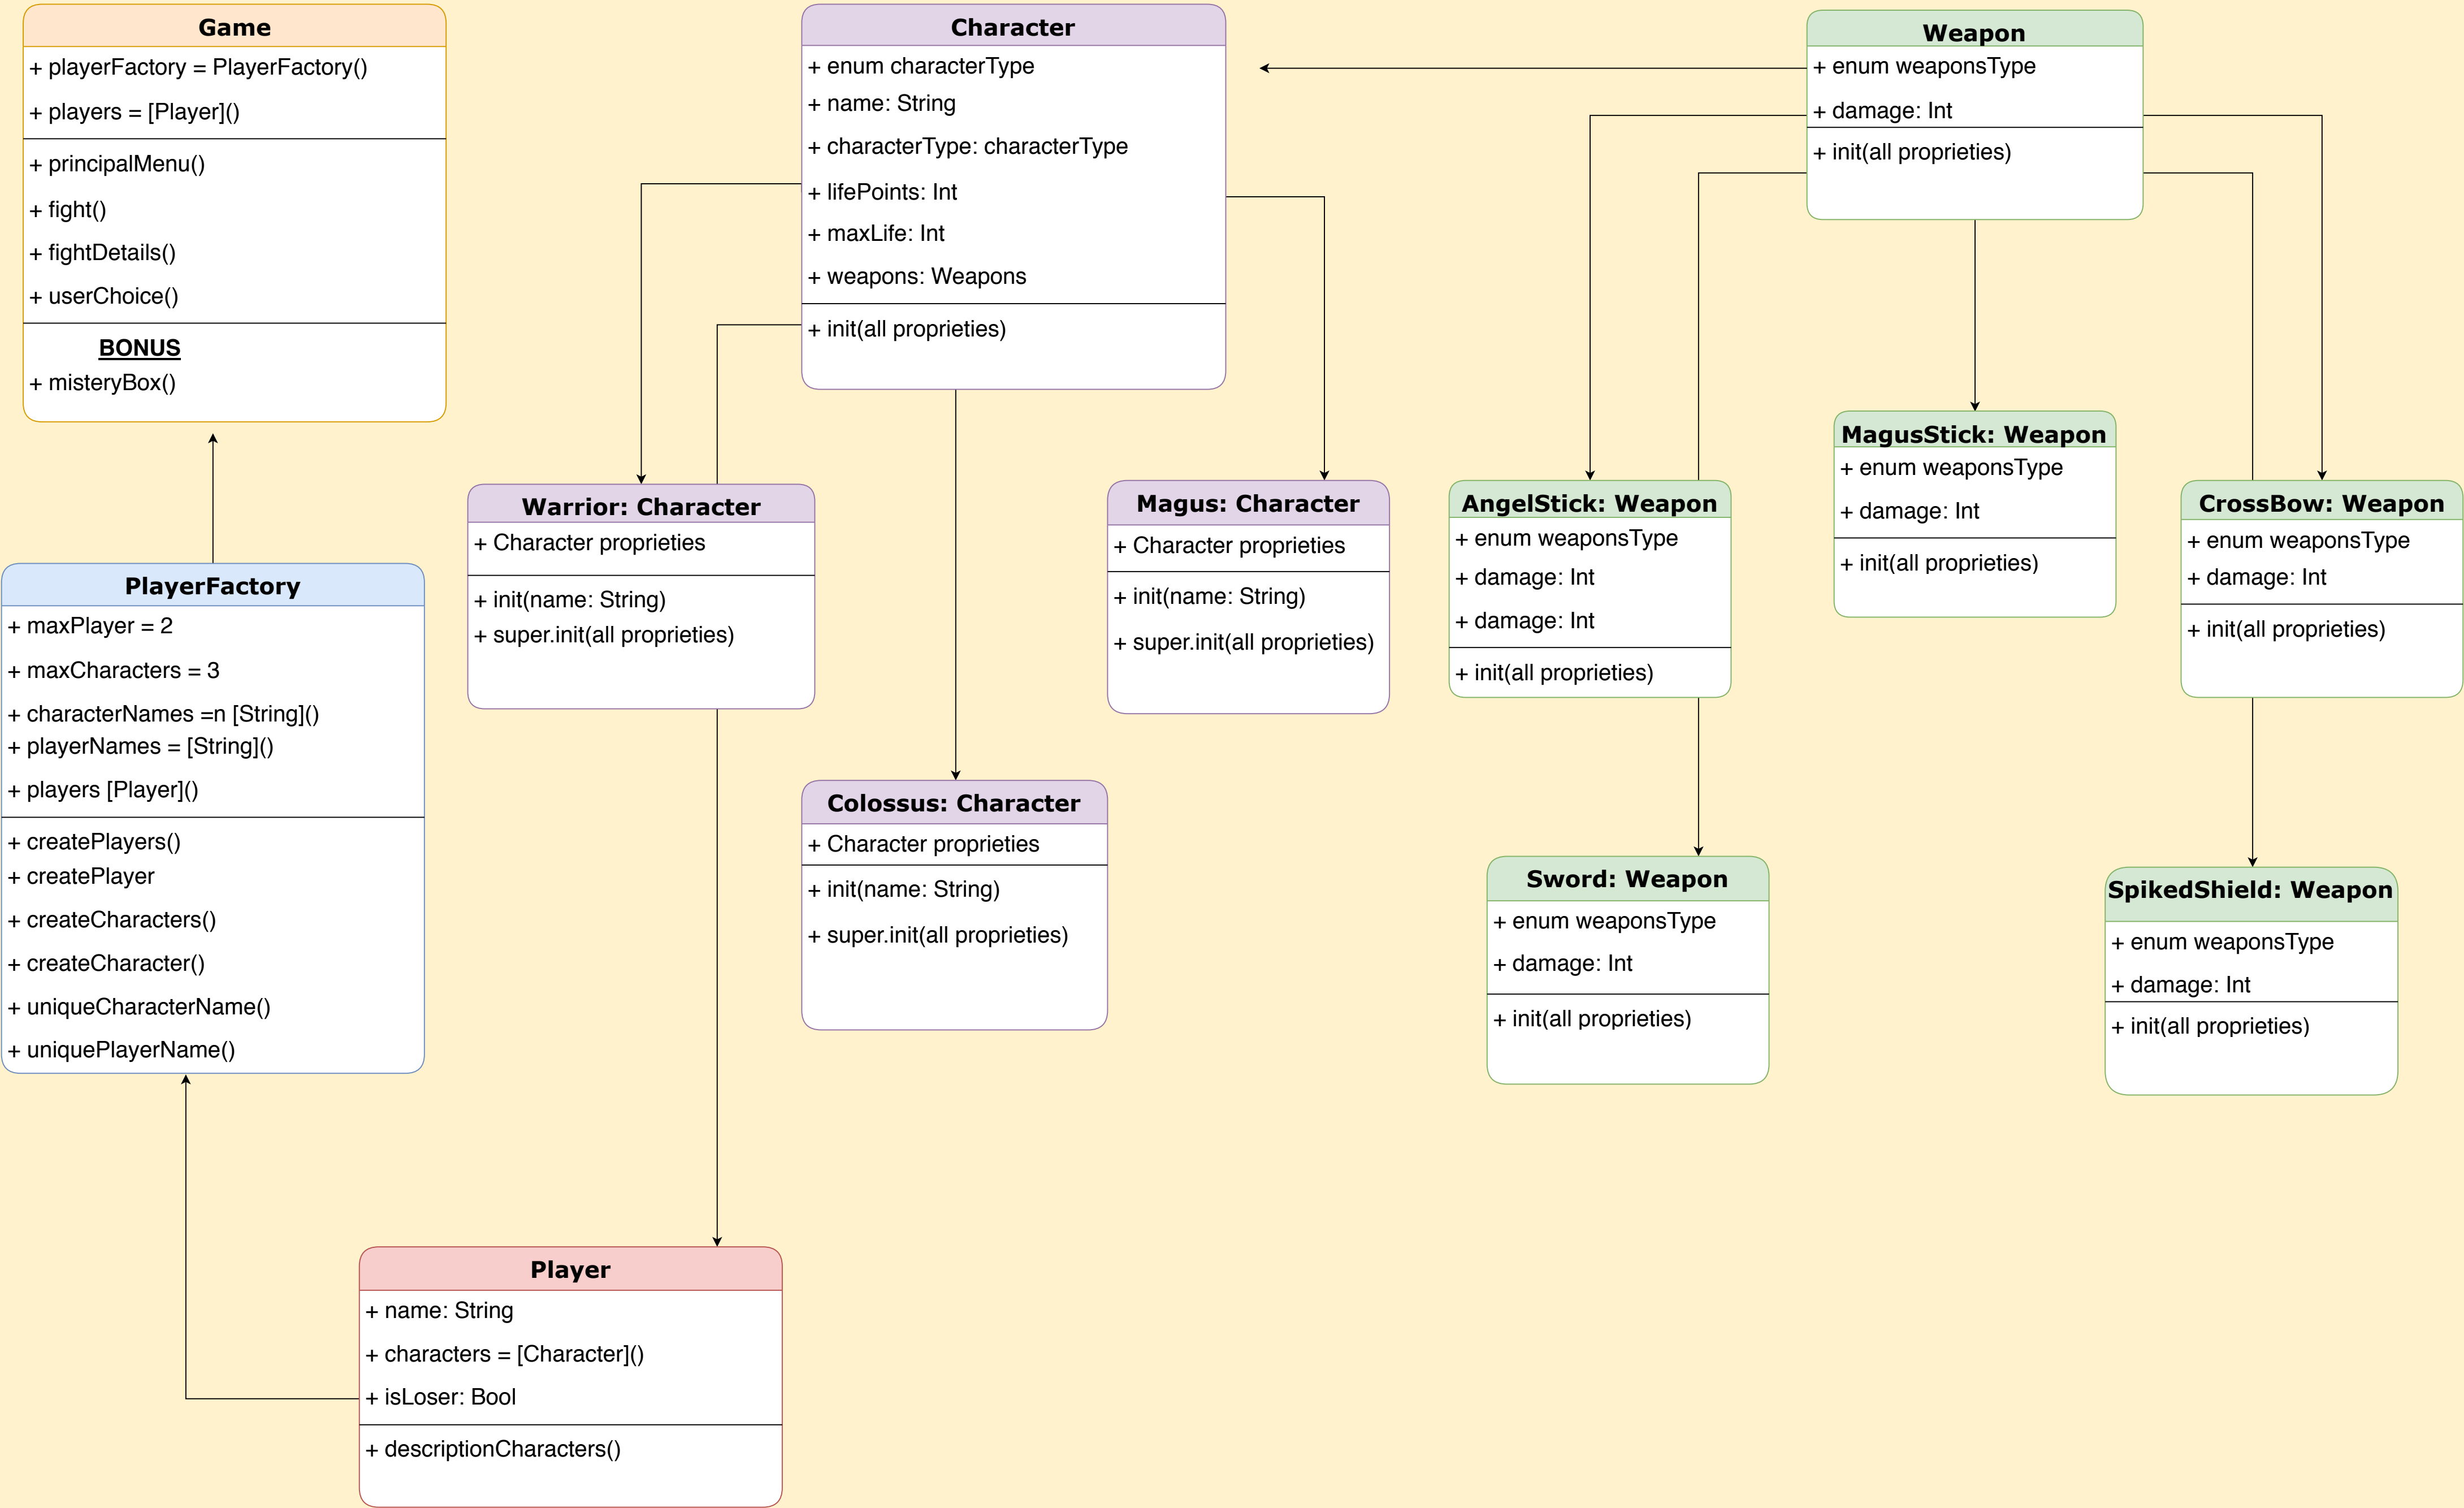 Game
+ playerFactory = PlayerFactory()
+ players = [Player]()
+ principalMenu()
+ fight()
+ fightDetails()
+ userChoice()
BONUS
+ misteryBox()
Character
+ enum characterType
+ name: String
+ characterType: characterType
+ lifePoints: Int
+ maxLife: Int
+ weapons: Weapons
+ init(all proprieties)
Weapon
+ enum weaponsType
+ damage: Int
+ init(all proprieties)
Warrior: Character
+ Character proprieties
+ init(name: String)
+ super.init(all proprieties)
Magus: Character
+ Character proprieties
+ init(name: String)
+ super.init(all proprieties)
AngelStick: Weapon
+ enum weaponsType
+ damage: Int
+ damage: Int
+ init(all proprieties)
MagusStick: Weapon
+ enum weaponsType
+ damage: Int
+ init(all proprieties)
CrossBow: Weapon
+ enum weaponsType
+ damage: Int
+ init(all proprieties)
PlayerFactory
+ maxPlayer = 2
+ maxCharacters = 3
+ characterNames =n [String]()
+ playerNames = [String]()
+ players [Player]()
+ createPlayers()
+ createPlayer
+ createCharacters()
+ createCharacter()
+ uniqueCharacterName()
+ uniquePlayerName()
Colossus: Character
+ Character proprieties
+ init(name: String)
+ super.init(all proprieties)
Sword: Weapon
+ enum weaponsType
+ damage: Int
+ init(all proprieties)
SpikedShield: Weapon
+ enum weaponsType
+ damage: Int
+ init(all proprieties)
Player
+ name: String
+ characters = [Character]()
+ isLoser: Bool
+ descriptionCharacters()